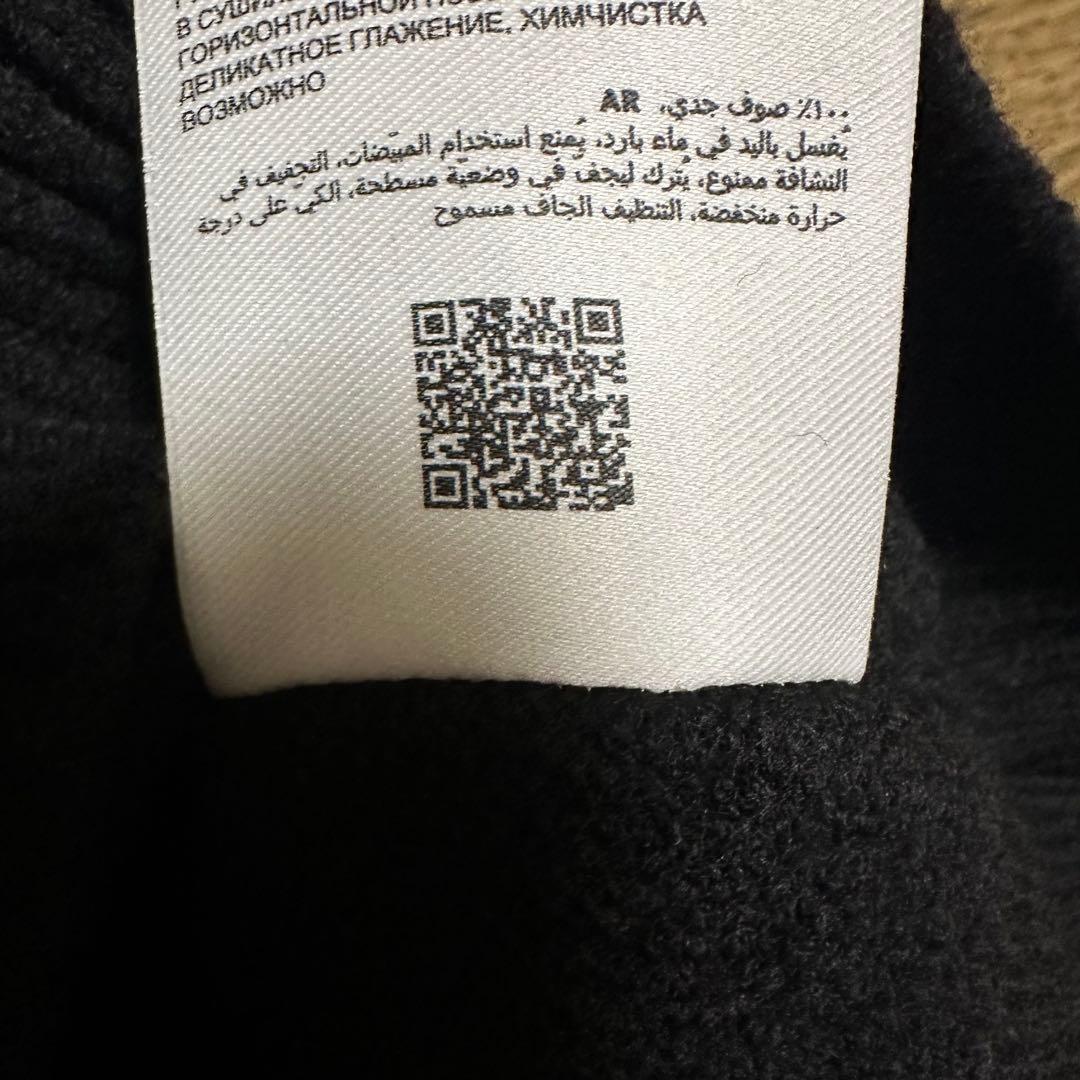 В СУШИЛ
ГОРИЗОНТАЛЬНОЙ ПО
ДЕЛИКАТНОЕ ГЛАЖЕНИЕ, ХИМЧИСТКА
ВОЗМОЖНО
AR ١٠٠٪ صوف جدي،
يُغسل باليد في ماء بارد، يُمنع استخدام المبيّضات، التجفيف في
النشافة ممنوع، يُترك ليجف في وضعية مسطحة، الكي على درجة
حرارة منخفضة، التنظيف الجاف مسموح